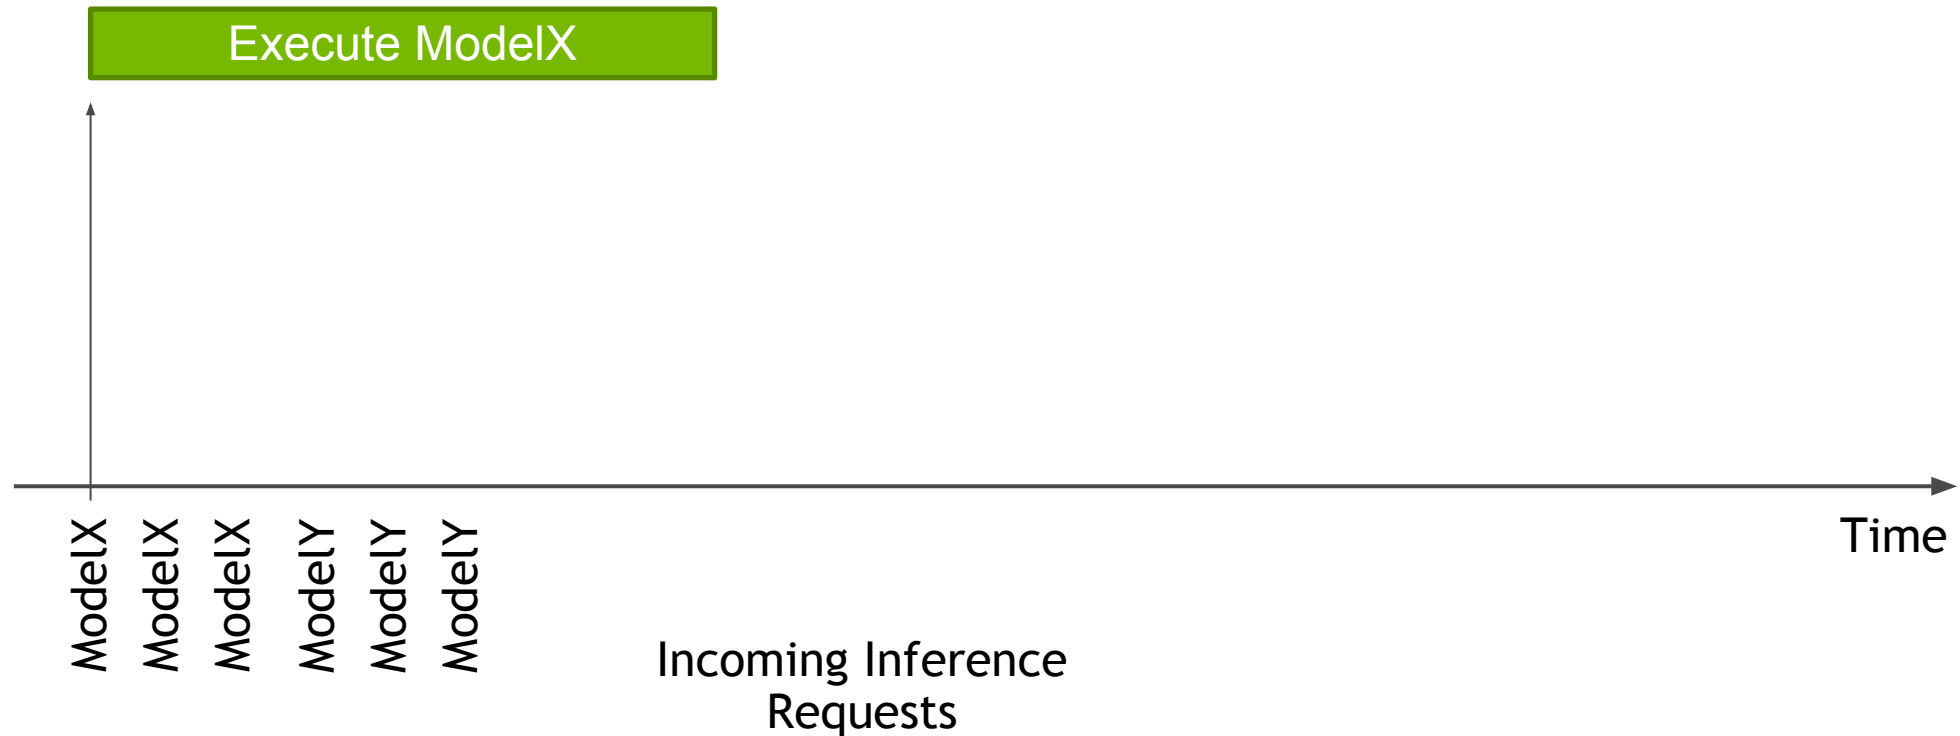 Execute ModelX
ModelX
ModelX
ModelX
ModelY
ModelY
ModelY
Time
Incoming Inference
Requests